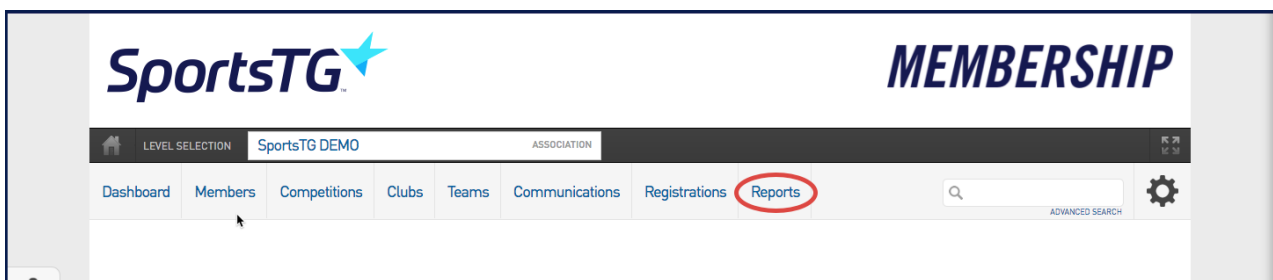 SportsTG
MEMBERSHIP
LEVEL SELECTION SportsTG DEMO ASSOCIATION
Dashboard Members Competitions Clubs Teams Communications Registrations Reports
ADVANCED SEARCH